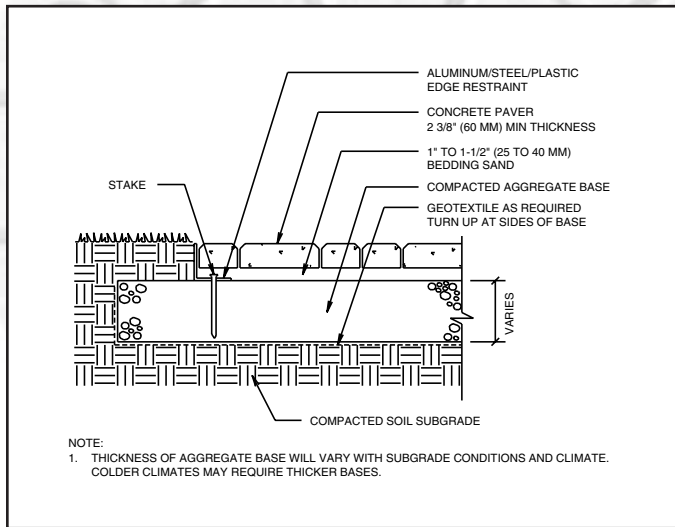 ALUMINUM/STEEL/PLASTIC
EDGE RESTRAINT
CONCRETE PAVER
2 3/8" (60 MM) MIN THICKNESS
1" TO 1-1/2" (25 TO 40 MM)
BEDDING SAND
STAKE
COMPACTED AGGREGATE BASE
GEOTEXTILE AS REQUIRED
TURN UP AT SIDES OF BASE
VARIES
COMPACTED SOIL SUBGRADE
NOTE:
1. THICKNESS OF AGGREGATE BASE WILL VARY WITH SUBGRADE CONDITIONS AND CLIMATE.
COLDER CLIMATES MAY REQUIRE THICKER BASES.